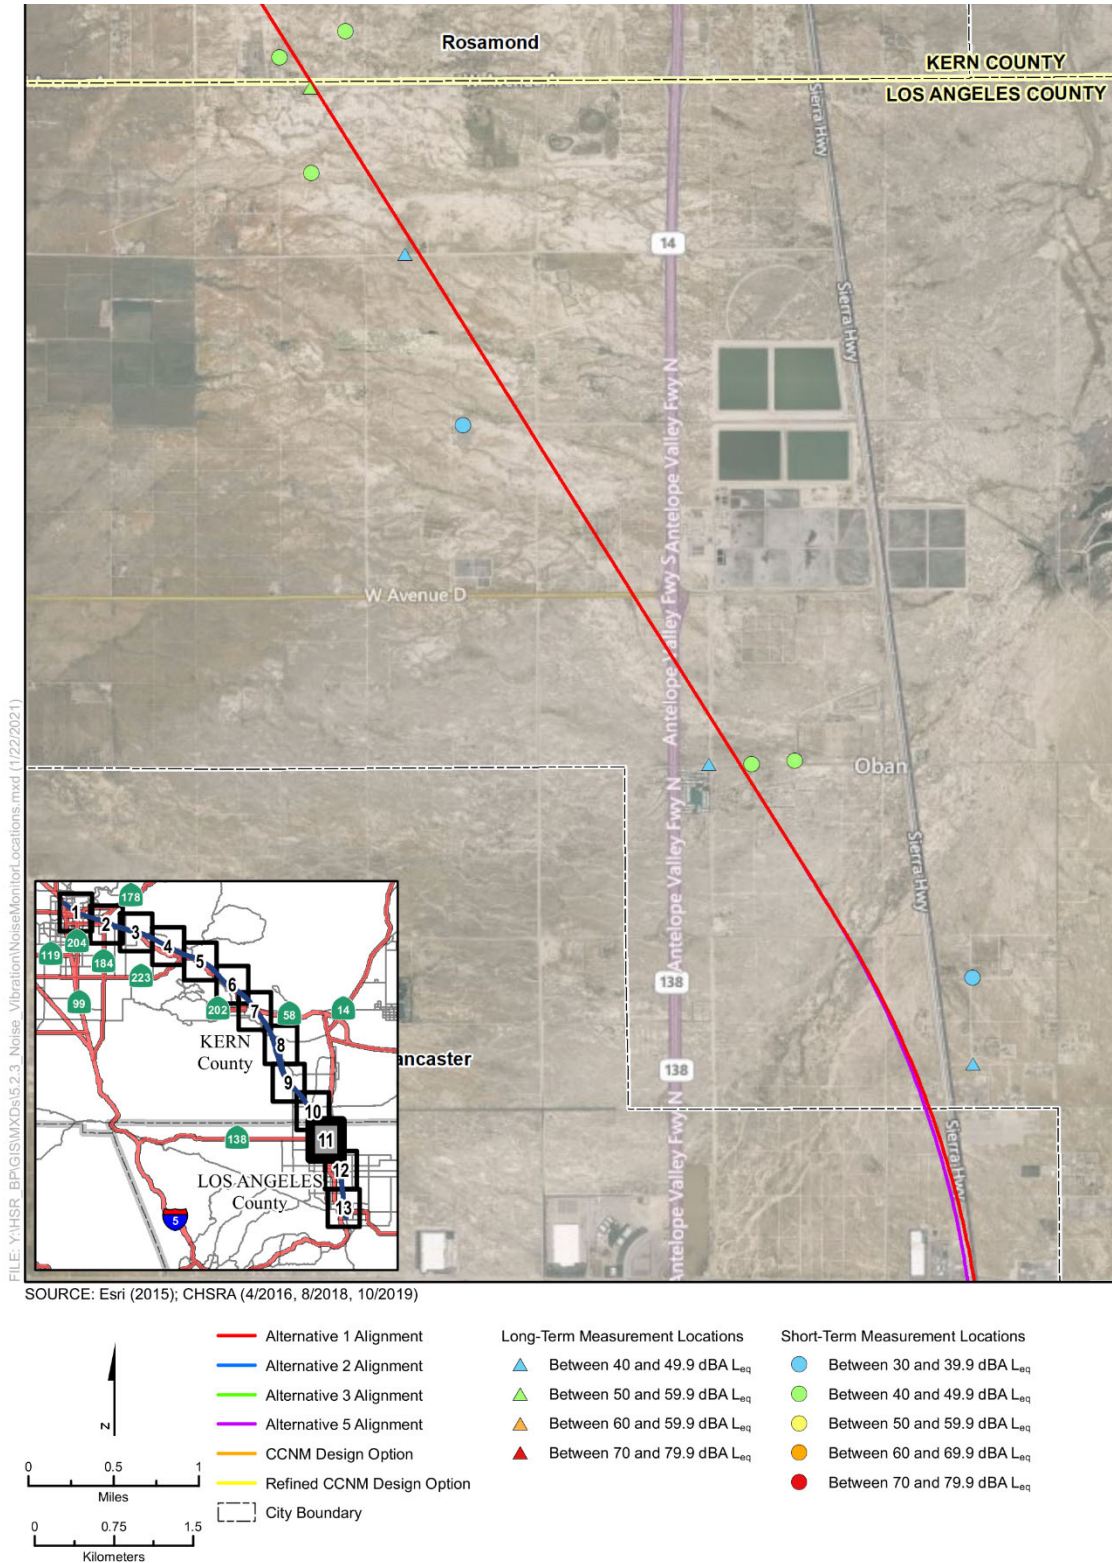 Rosamond
KERN COUNTY
LOS ANGELES COUNTY
Sierra Hwy
14
Sierra Hwy
Antelope Valley Fwy N
Antelope Valley Fwy S
W Avenue D
Antelope Valley Fwy N
Oban
Sierra Hwy
138
Antelope Valley Fwy N
138
ancaster
Sierra Hwy
Antelope Valley Fwy N
178
1
2
3
4
5
204
119
184
223
99
6
202
7
58
14
KERN
County
8
9
10
11
138
12
LOS ANGELES
County
13
5
FILE: Y:\HSR_BP\GIS\MXDs\5.2.3_Noise_Vibration\NoiseMonitorLocations.mxd (1/22/2021)
SOURCE: Esri (2015); CHSRA (4/2016, 8/2018, 10/2019)
N
0 0.5 1
Miles
0 0.75 1.5
Kilometers
Alternative 1 Alignment
Alternative 2 Alignment
Alternative 3 Alignment
Alternative 5 Alignment
CCNM Design Option
Refined CCNM Design Option
City Boundary
Long-Term Measurement Locations
Between 40 and 49.9 dBA Leq
Between 50 and 59.9 dBA Leq
Between 60 and 59.9 dBA Leq
Between 70 and 79.9 dBA Leq
Short-Term Measurement Locations
Between 30 and 39.9 dBA Leq
Between 40 and 49.9 dBA Leq
Between 50 and 59.9 dBA Leq
Between 60 and 69.9 dBA Leq
Between 70 and 79.9 dBA Leq